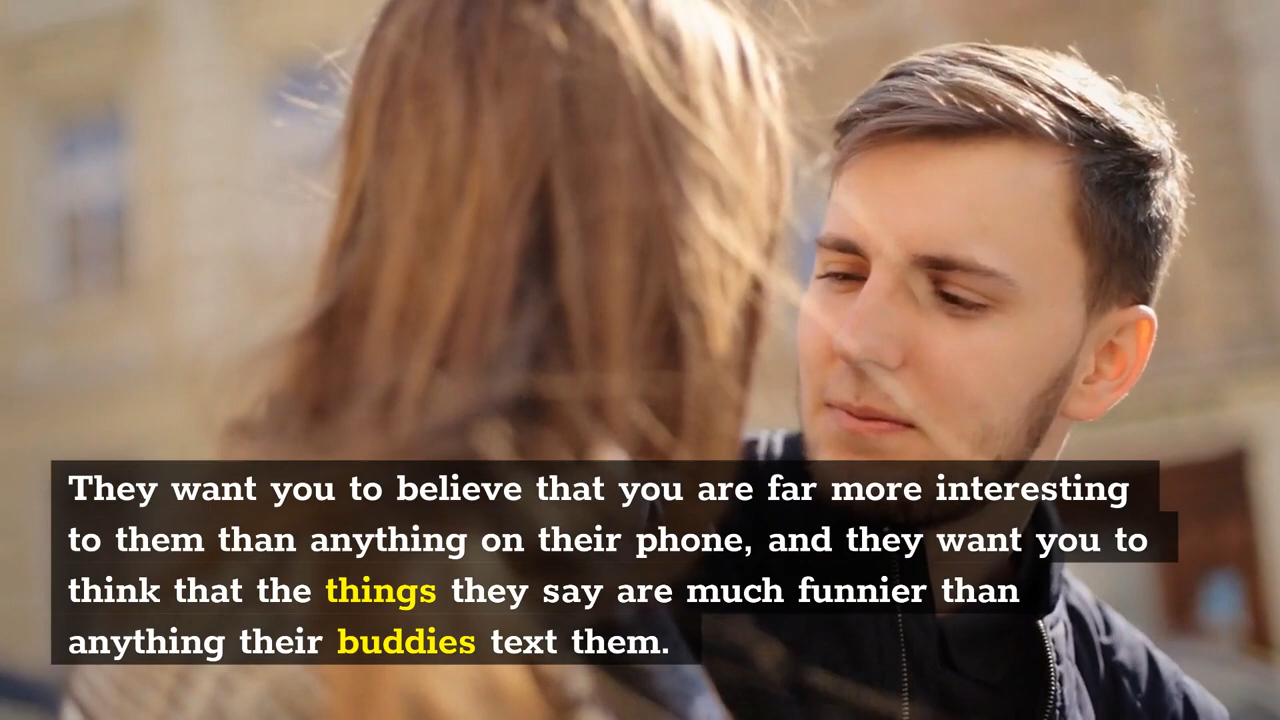 They want you to believe that you are far more interesting
to them than anything on their phone, and they want you to
think that the things they say are much funnier than
anything their buddies text them.